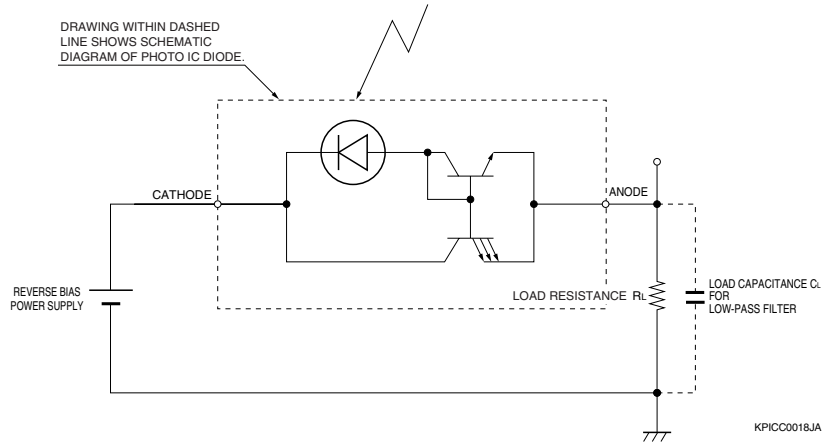 DRAWING WITHIN DASHED
LINE SHOWS SCHEMATIC
DIAGRAM OF PHOTO IC DIODE.
CATHODE
ANODE
REVERSE BIAS
POWER SUPPLY
LOAD RESISTANCE RL
LOAD CAPACITANCE CL
FOR
LOW-PASS FILTER
KPICC0018JA